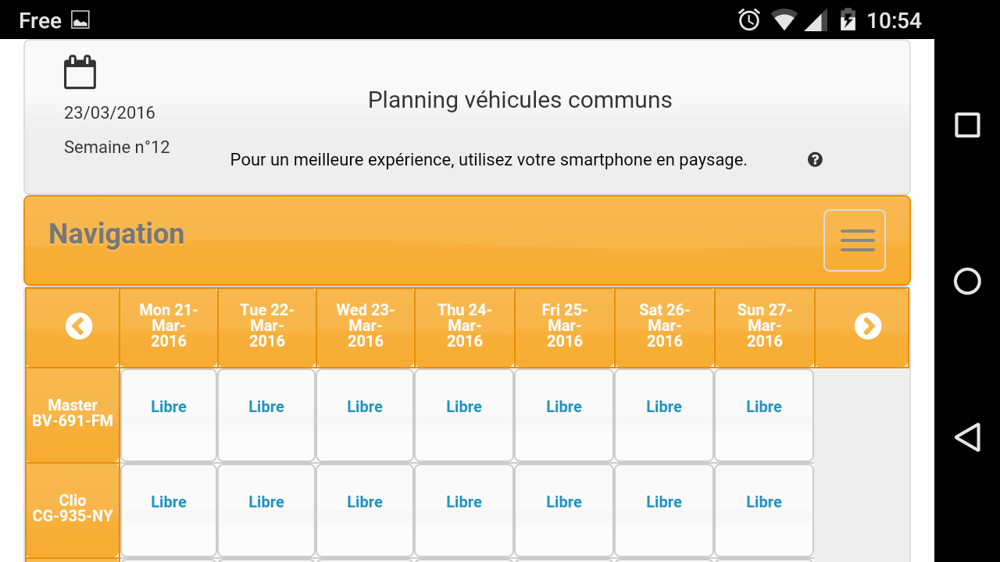 Free 10:54
23/03/2016
Planning véhicules communs
Semaine n°12
Pour un meilleure expérience, utilisez votre smartphone en paysage.
Navigation
Mon 21-Mar-2016 Tue 22-Mar-2016 Wed 23-Mar-2016 Thu 24-Mar-2016 Fri 25-Mar-2016 Sat 26-Mar-2016 Sun 27-Mar-2016
Master BV-691-FM Libre Libre Libre Libre Libre Libre Libre
Clio CG-935-NY Libre Libre Libre Libre Libre Libre Libre